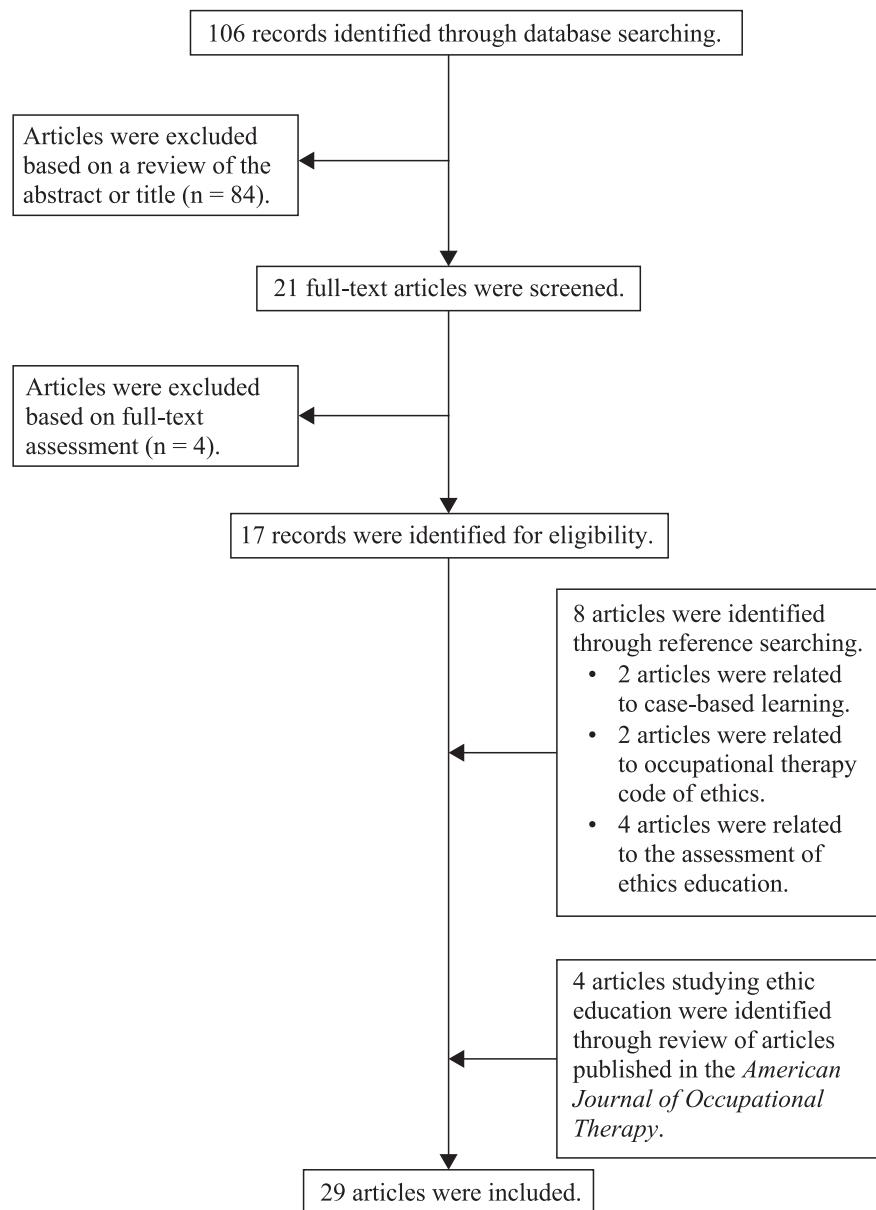 106 records identified through database searching.
Articles were excluded
based on a review of the
abstract or title (n = 84).
21 full-text articles were screened.
Articles were excluded
based on full-text
assessment (n = 4).
17 records were identified for eligibility.
8 articles were identified
through reference searching.
• 2 articles were related
to case-based learning.
• 2 articles were related
to occupational therapy
code of ethics.
• 4 articles were related
to the assessment of
ethics education.
4 articles studying ethic
education were identified
through review of articles
published in the American
Journal of Occupational
Therapy.
29 articles were included.